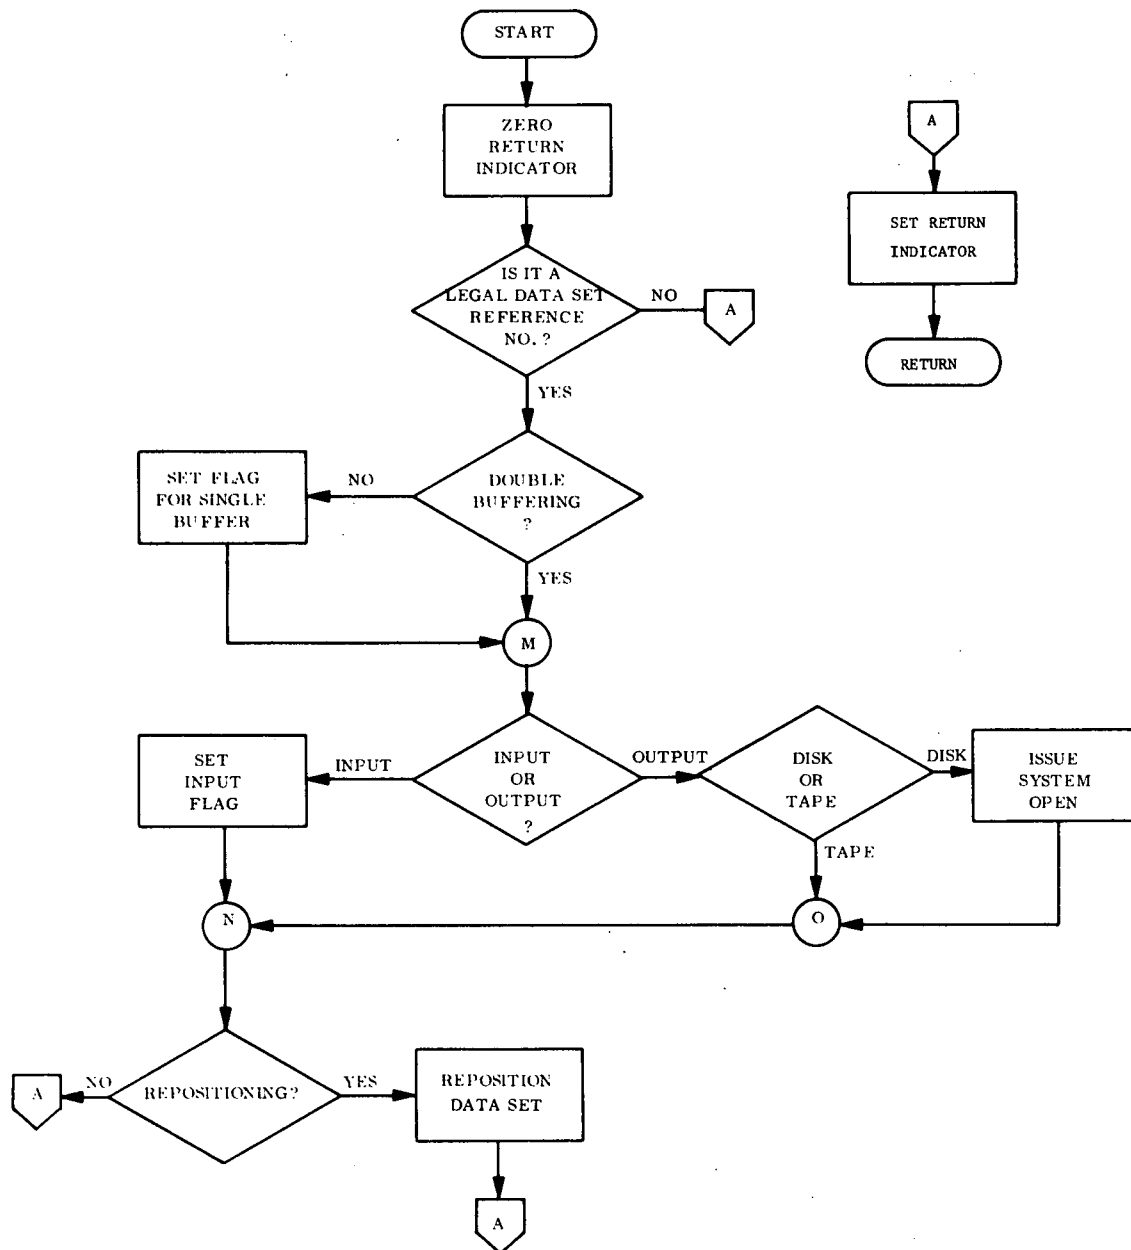 START
ZERO
RETURN
INDICATOR
A
SET RETURN
INDICATOR
RETURN
IS IT A
LEGAL DATA SET
REFERENCE
NO. ?
NO
A
YES
DOUBLE
BUFFERING
?
NO
SET FLAG
FOR SINGLE
BUFFER
YES
M
INPUT
OR
OUTPUT
?
INPUT
SET
INPUT
FLAG
OUTPUT
DISK
OR
TAPE
DISK
ISSUE
SYSTEM
OPEN
TAPE
N
O
REPOSITIONING?
NO
A
YES
REPOSITION
DATA SET
A